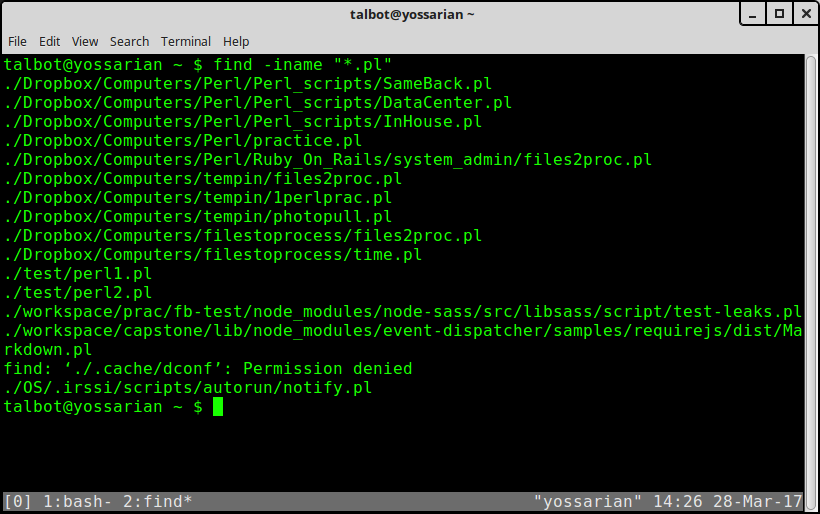 talbot@yossarian ~
File Edit View Search Terminal Help
talbot@yossarian ~ $ find -iname "*.pl"
./Dropbox/Computers/Perl/Perl_scripts/SameBack.pl
./Dropbox/Computers/Perl/Perl_scripts/DataCenter.pl
./Dropbox/Computers/Perl/Perl_scripts/InHouse.pl
./Dropbox/Computers/Perl/practice.pl
./Dropbox/Computers/Perl/Ruby_On_Rails/system_admin/files2proc.pl
./Dropbox/Computers/tempin/files2proc.pl
./Dropbox/Computers/tempin/1perlprac.pl
./Dropbox/Computers/tempin/photopull.pl
./Dropbox/Computers/filestoprocess/files2proc.pl
./Dropbox/Computers/filestoprocess/time.pl
./test/perl1.pl
./test/perl2.pl
./workspace/prac/fb-test/node_modules/node-sass/src/libsass/script/test-leaks.pl
./workspace/capstone/lib/node_modules/event-dispatcher/samples/requirejs/dist/Ma
rkdown.pl
find: ‘./.cache/dconf’: Permission denied
./OS/.irssi/scripts/autorun/notify.pl
talbot@yossarian ~ $
[0] 1:bash- 2:find* "yossarian" 14:26 28-Mar-17